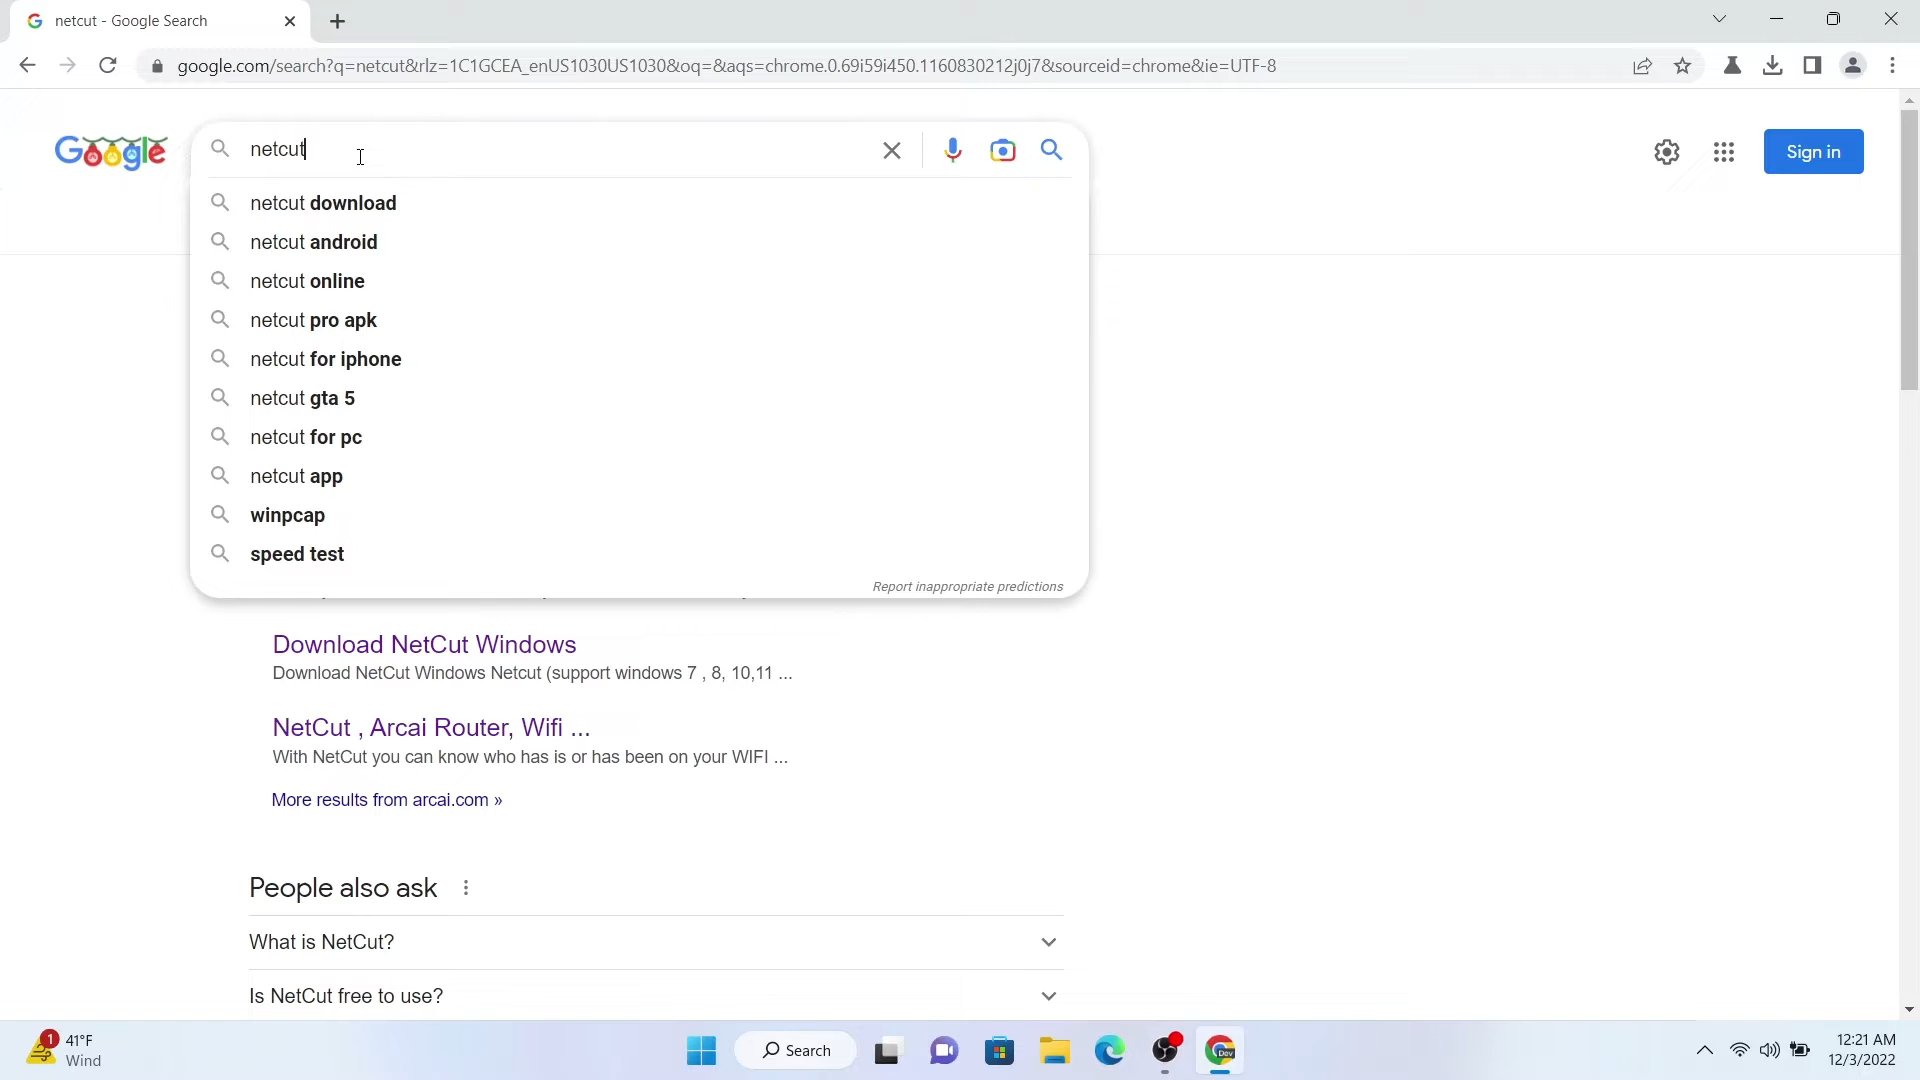 netcut - Google Search
google.com/search?q=netcut&rlz=1C1GCEA_enUS1030US1030&oq=&aqs=chrome.0.69i59i450.1160830212j0j7&sourceid=chrome&ie=UTF-8
Google
netcut
Sign in
netcut download
netcut android
netcut online
netcut pro apk
netcut for iphone
netcut gta 5
netcut for pc
netcut app
winpcap
speed test
Report inappropriate predictions
Download NetCut Windows
Download NetCut Windows Netcut (support windows 7 , 8, 10,11 ...
NetCut , Arcai Router, Wifi ...
With NetCut you can know who has is or has been on your WIFI ...
More results from arcai.com »
People also ask
What is NetCut?
Is NetCut free to use?
1
41°F
Wind
Search
Dev
12:21 AM
12/3/2022